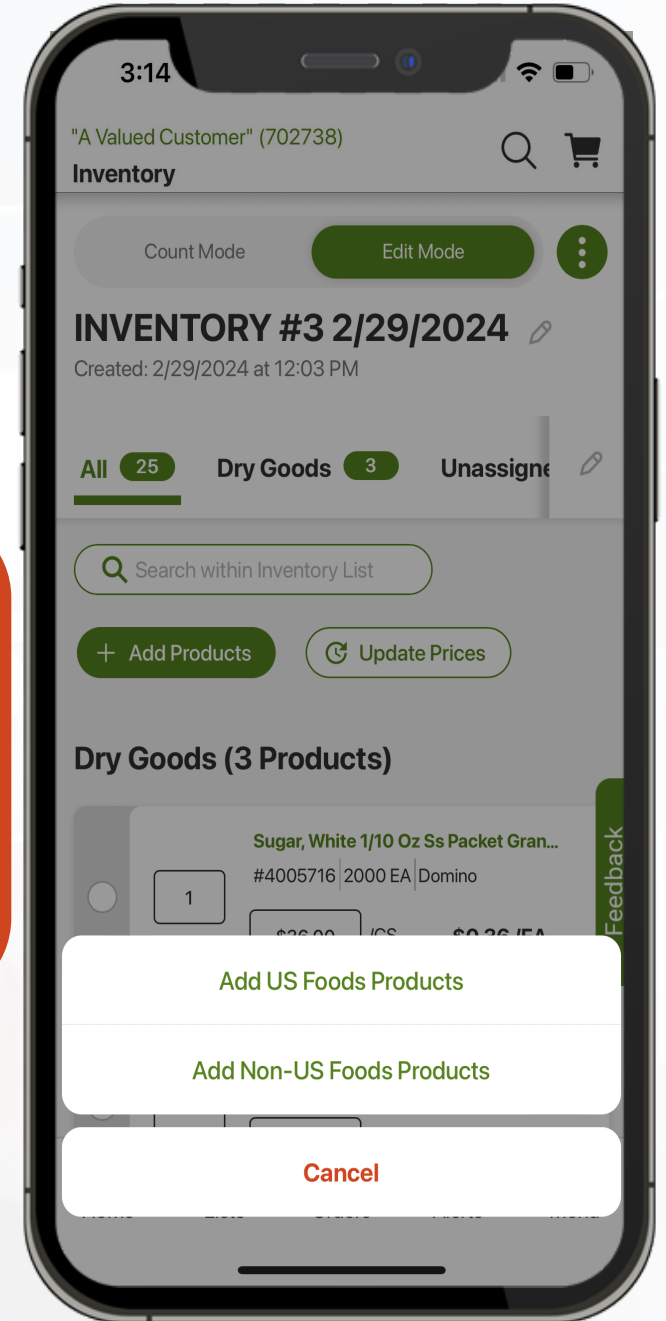 3:14
"A Valued Customer" (702738)
Inventory
Count Mode
Edit Mode
INVENTORY #3 2/29/2024
Created: 2/29/2024 at 12:03 PM
All 25 Dry Goods 3 Unassigne
Search within Inventory List
+ Add Products
Update Prices
Dry Goods (3 Products)
Sugar, White 1/10 Oz Ss Packet Gran...
#4005716 2000 EA Domino
1
Feedback
Add US Foods Products
Add Non-US Foods Products
Cancel